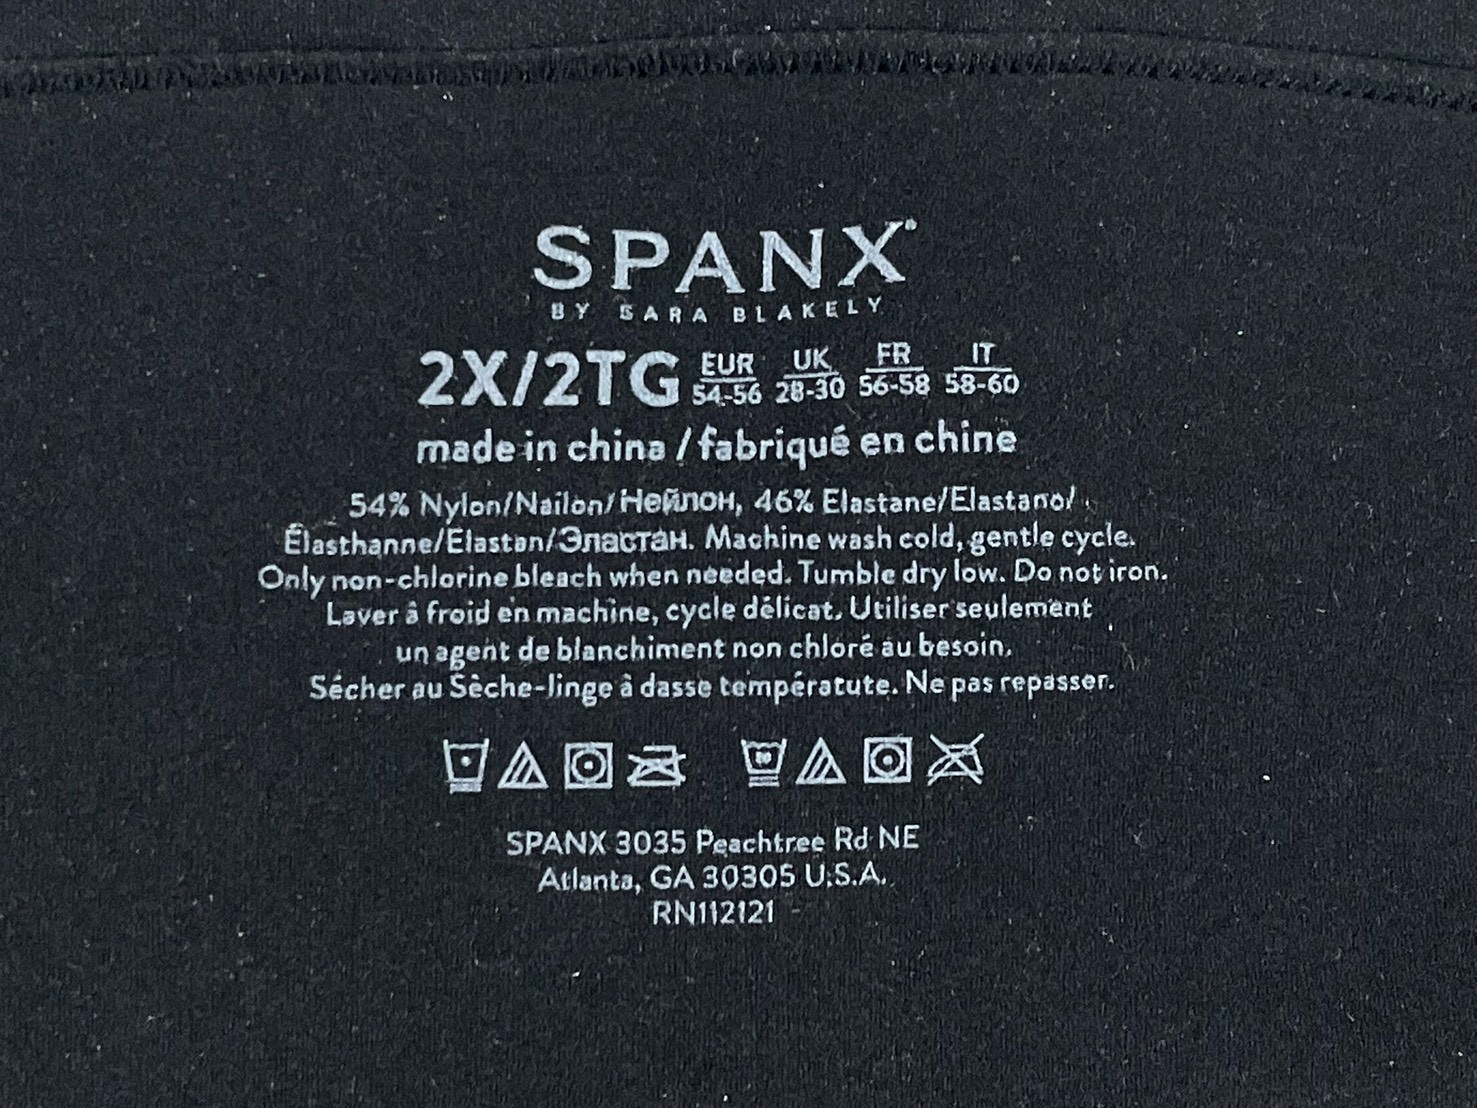 SPANX®
BY SARA BLAKELY
2X/2TG EUR 54-56 UK 28-30 FR 56-58 IT 58-60
made in china / fabriqué en chine
54% Nylon/Nailon/Нейлон, 46% Elastane/Elastano/
Élasthanne/Elastan/Эластан. Machine wash cold, gentle cycle.
Only non-chlorine bleach when needed. Tumble dry low. Do not iron.
Laver â froid en machine, cycle délicat. Utiliser seulement
un agent de blanchiment non chloré au besoin.
Sécher au Sèche-linge à dasse températute. Ne pas repasser.
30
SPANX 3035 Peachtree Rd NE
Atlanta, GA 30305 U.S.A.
RN112121